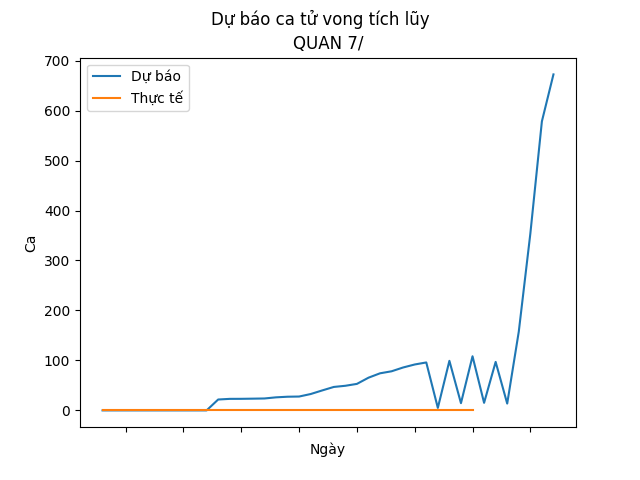 Dự báo ca tử vong tích lũy
QUAN 7/
Dự báo
Thực tế
700
600
500
400
300
200
100
0
Ca
Ngày